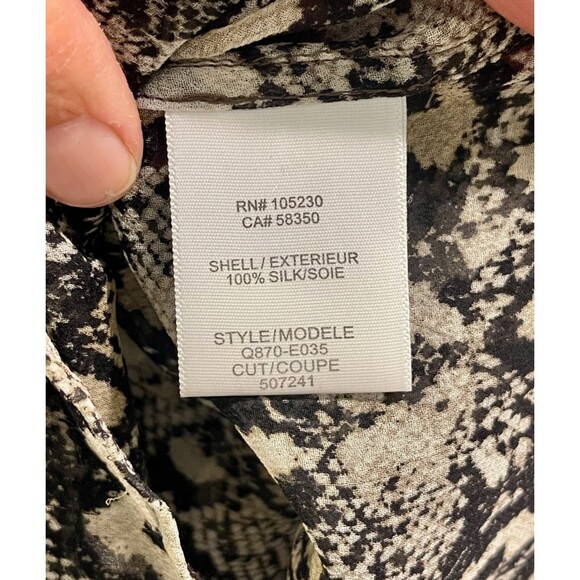 RN# 105230
CA# 58350
SHELL/EXTERIEUR
100% SILK/SOIE
STYLE/MODELE
Q870-E035
CUT/COUPE
507241